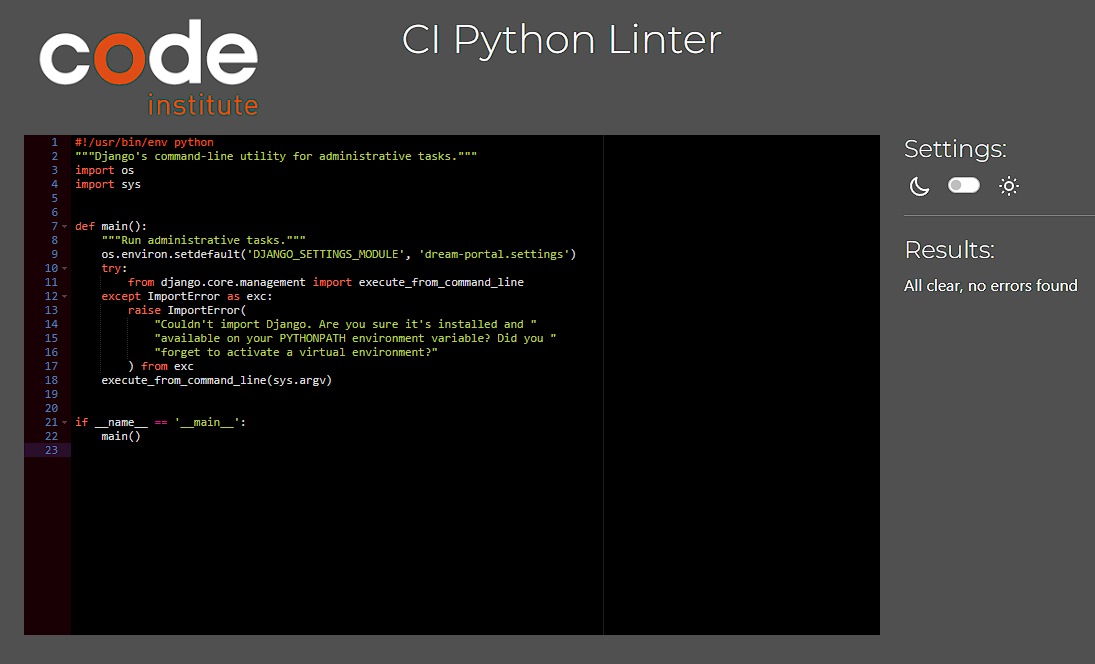 code
institute
CI Python Linter
1 #!/usr/bin/env python
2 """Django's command-line utility for administrative tasks."""
3 import os
4 import sys
5
6
7 def main():
8     """Run administrative tasks."""
9     os.environ.setdefault('DJANGO_SETTINGS_MODULE', 'dream-portal.settings')
10     try:
11         from django.core.management import execute_from_command_line
12     except ImportError as exc:
13         raise ImportError(
14             "Couldn't import Django. Are you sure it's installed and "
15             "available on your PYTHONPATH environment variable? Did you "
16             "forget to activate a virtual environment?"
17         ) from exc
18     execute_from_command_line(sys.argv)
19
20
21 if __name__ == '__main__':
22     main()
23
Settings:
Results:
All clear, no errors found